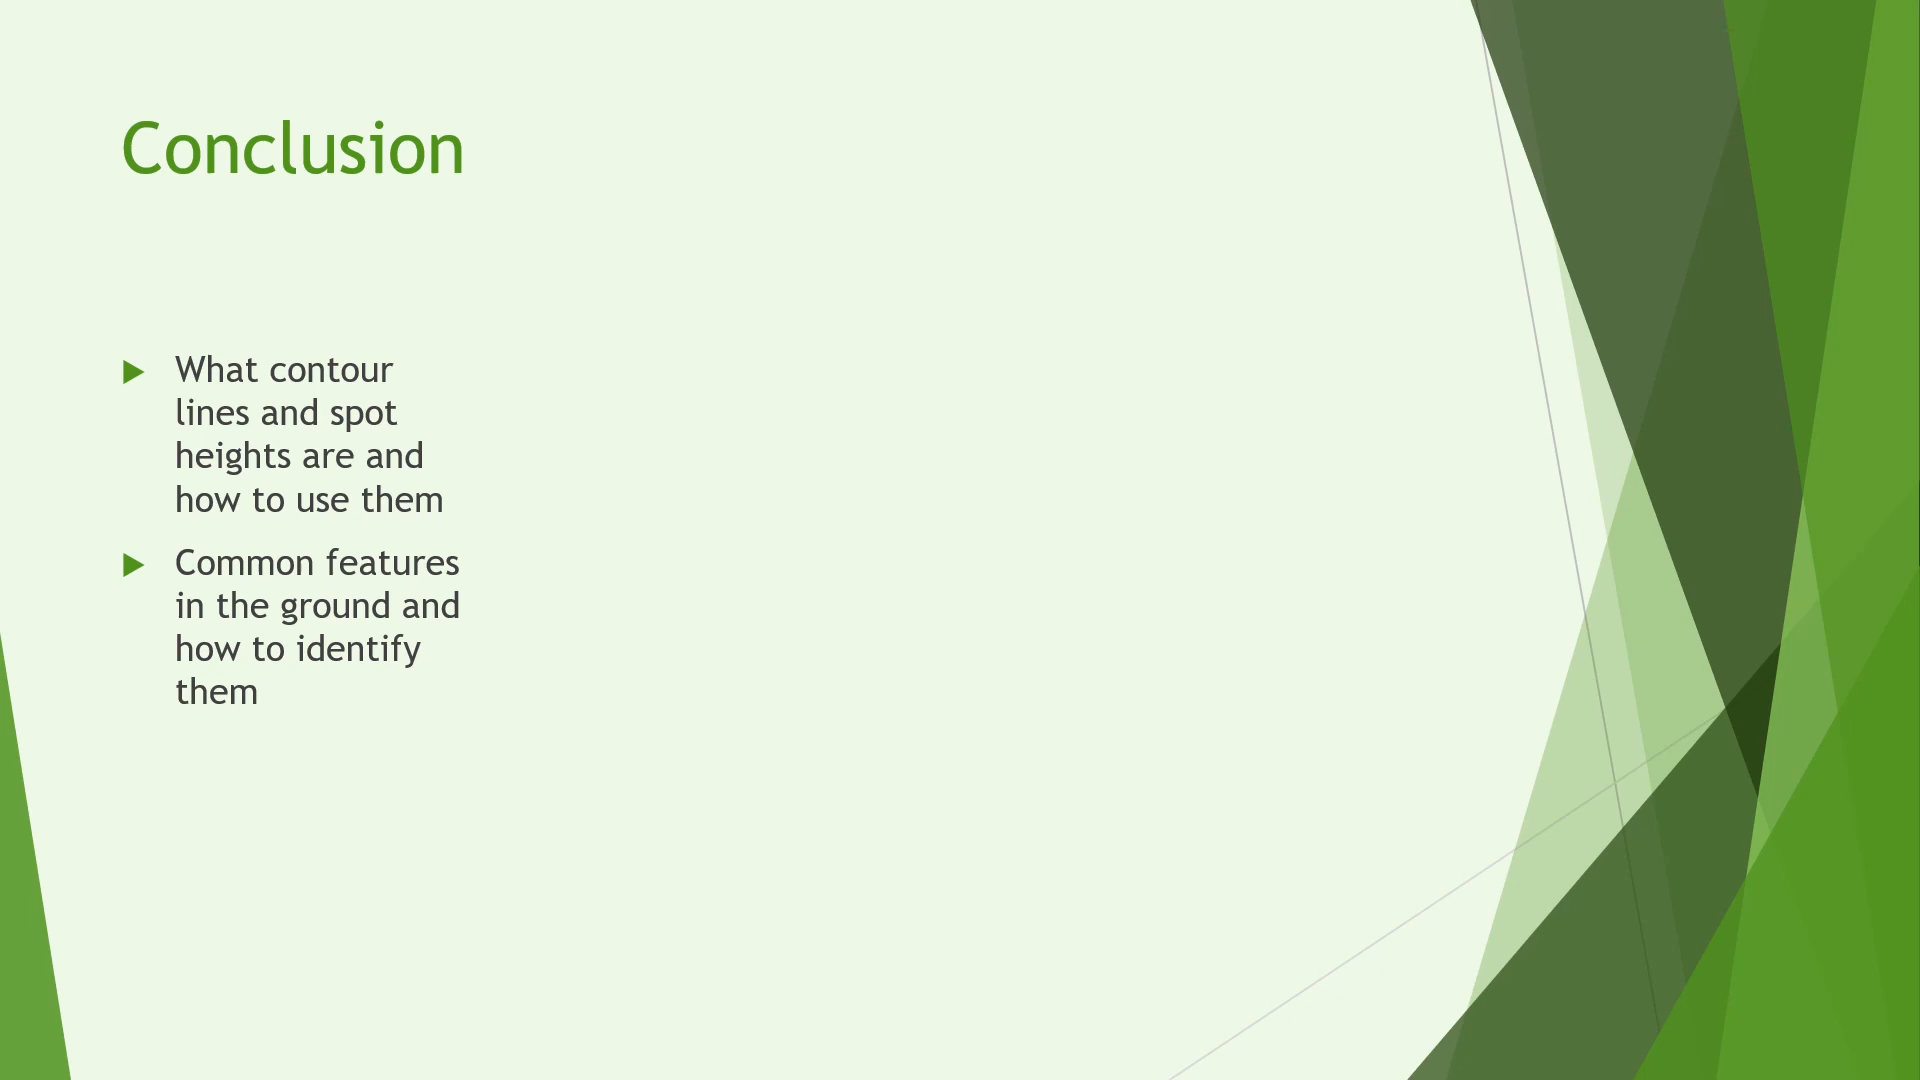 Conclusion
What contour
lines and spot
heights are and
how to use them
Common features
in the ground and
how to identify
them